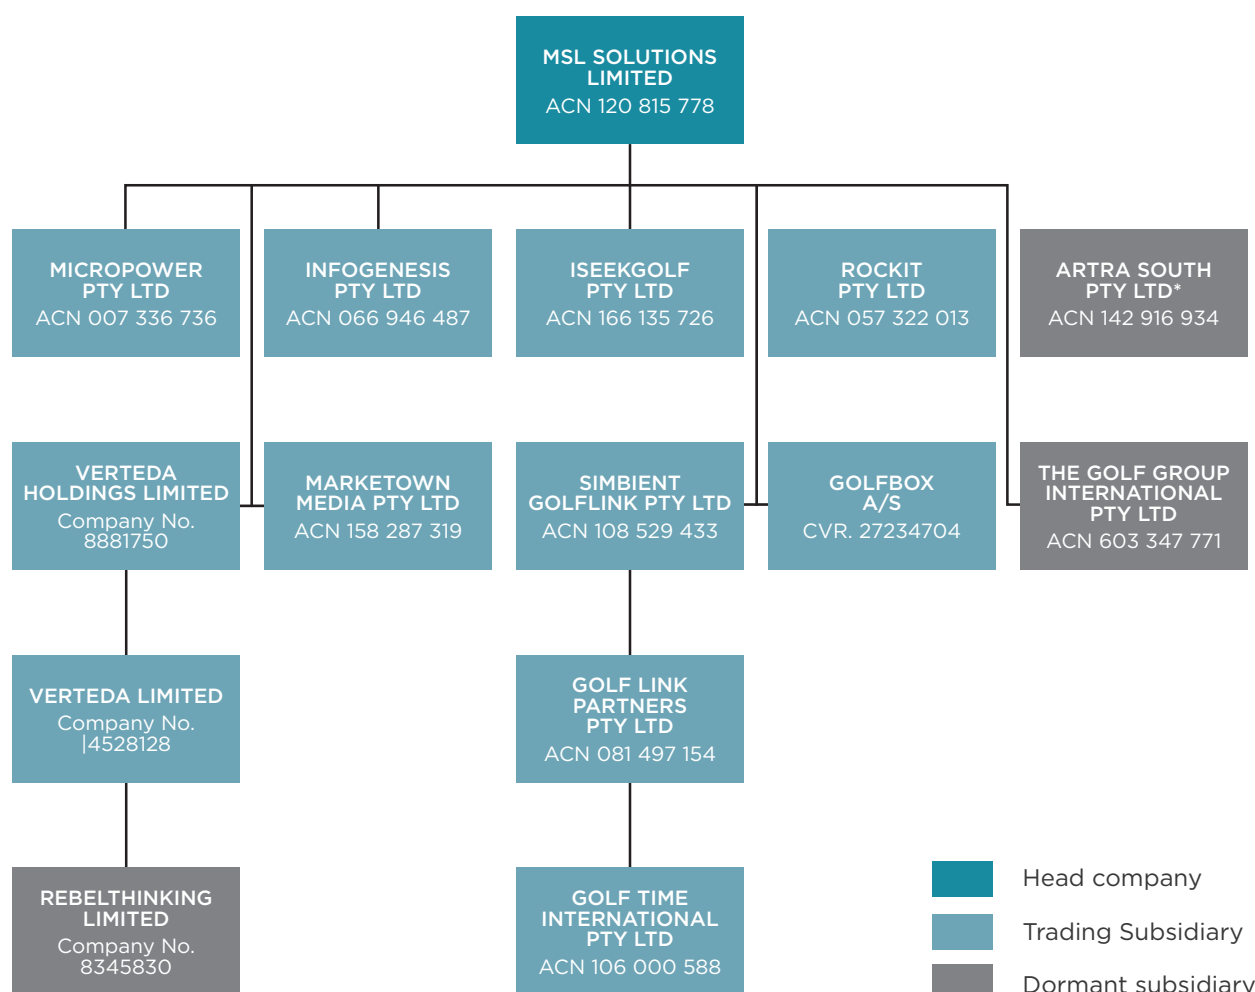 MSL SOLUTIONS
LIMITED
ACN 120 815 778
MICROPOWER
PTY LTD
ACN 007 336 736
INFOGENESIS
PTY LTD
ACN 066 946 487
ISEEKGOLF
PTY LTD
ACN 166 135 726
ROCKIT
PTY LTD
ACN 057 322 013
ARTRA SOUTH
PTY LTD*
ACN 142 916 934
VERTEDA
HOLDINGS LIMITED
Company No.
8881750
MARKETOWN
MEDIA PTY LTD
ACN 158 287 319
SIMBIENT
GOLFLINK PTY LTD
ACN 108 529 433
GOLFBOX
A/S
CVR. 27234704
THE GOLF GROUP
INTERNATIONAL
PTY LTD
ACN 603 347 771
VERTEDA LIMITED
Company No.
|4528128
GOLF LINK
PARTNERS
PTY LTD
ACN 081 497 154
REBELTHINKING
LIMITED
Company No.
8345830
GOLF TIME
INTERNATIONAL
PTY LTD
ACN 106 000 588
Head company
Trading Subsidiary
Dormant subsidiary